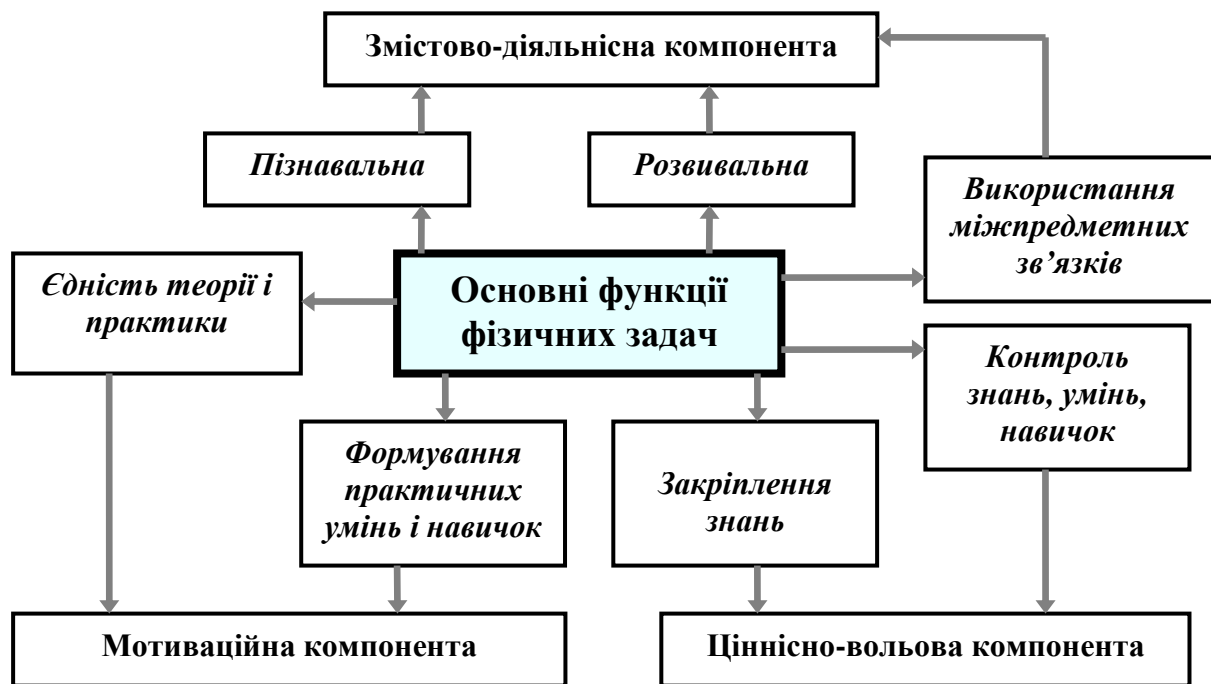 Змістово-діяльнісна компонента
Пізнавальна
Розвивальна
Використання
міжпредметних
зв’язків
Єдність теорії і
практики
Основні функції
фізичних задач
Контроль
знань, умінь,
навичок
Формування
практичних
умінь і навичок
Закріплення
знань
Мотиваційна компонента
Ціннісно-вольова компонента